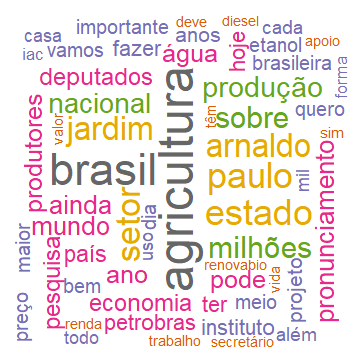 importante
deve
diesel
casa
anos
cada
iac
vamos
fazer
água
hoje
etanol
apoio
deputados
brasileira
forma
nacional
produção
produtores
valor
jardim
agricultura
têm
sobre
quero
sim
brasil
arnaldo
mil
paulo
pronunciamento
ainda
setor
dia
estado
mundo
uso
maior
país
milhões
pesquisa
renovabio
bem
ano
pode
vida
projeto
preço
economia
ter
meio
renda
petrobras
instituto
todo
trabalho
secretário
além